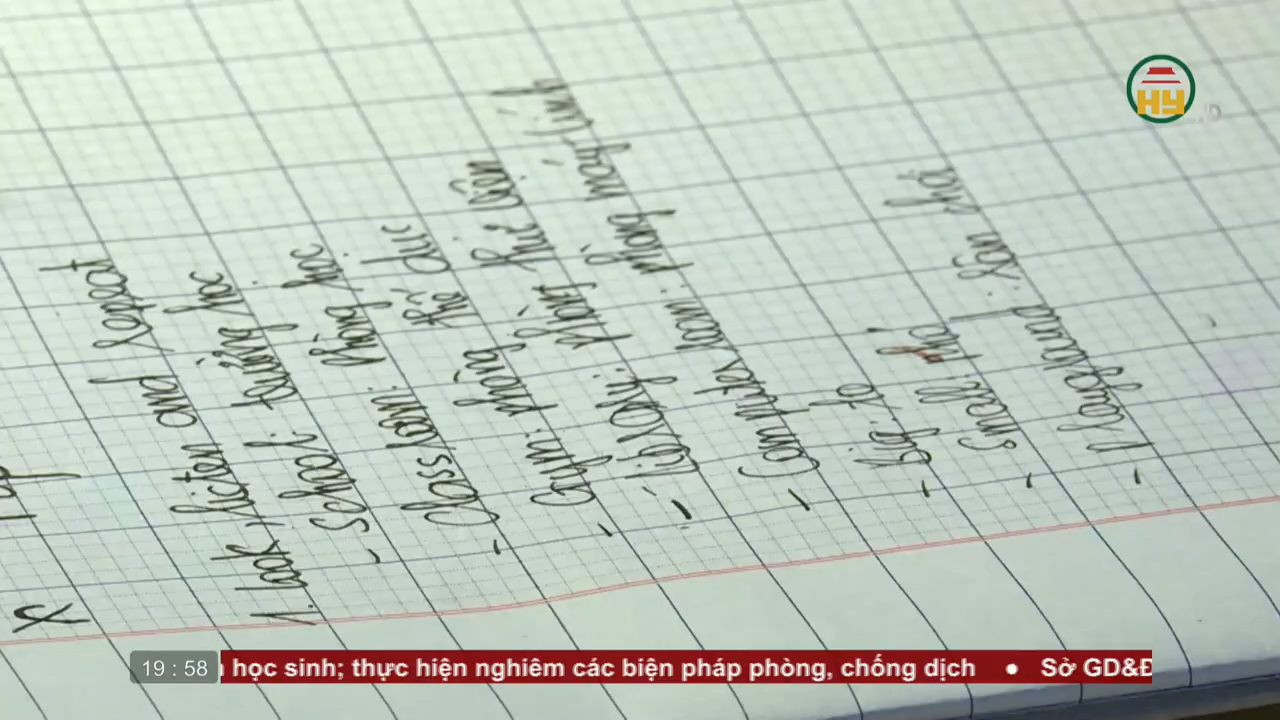 1. Look, listen and repeat
- School: trường học
- Class room: Phòng học
- Gym: phòng thể dục
- Library: Phòng thư viện
- Computer room: phòng máy tính
- Big: to
- Small: nhỏ
- Playground: Sân chơi
HY
19 : 58
học sinh; thực hiện nghiêm các biện pháp phòng, chống dịch ● Sở GD&Đ